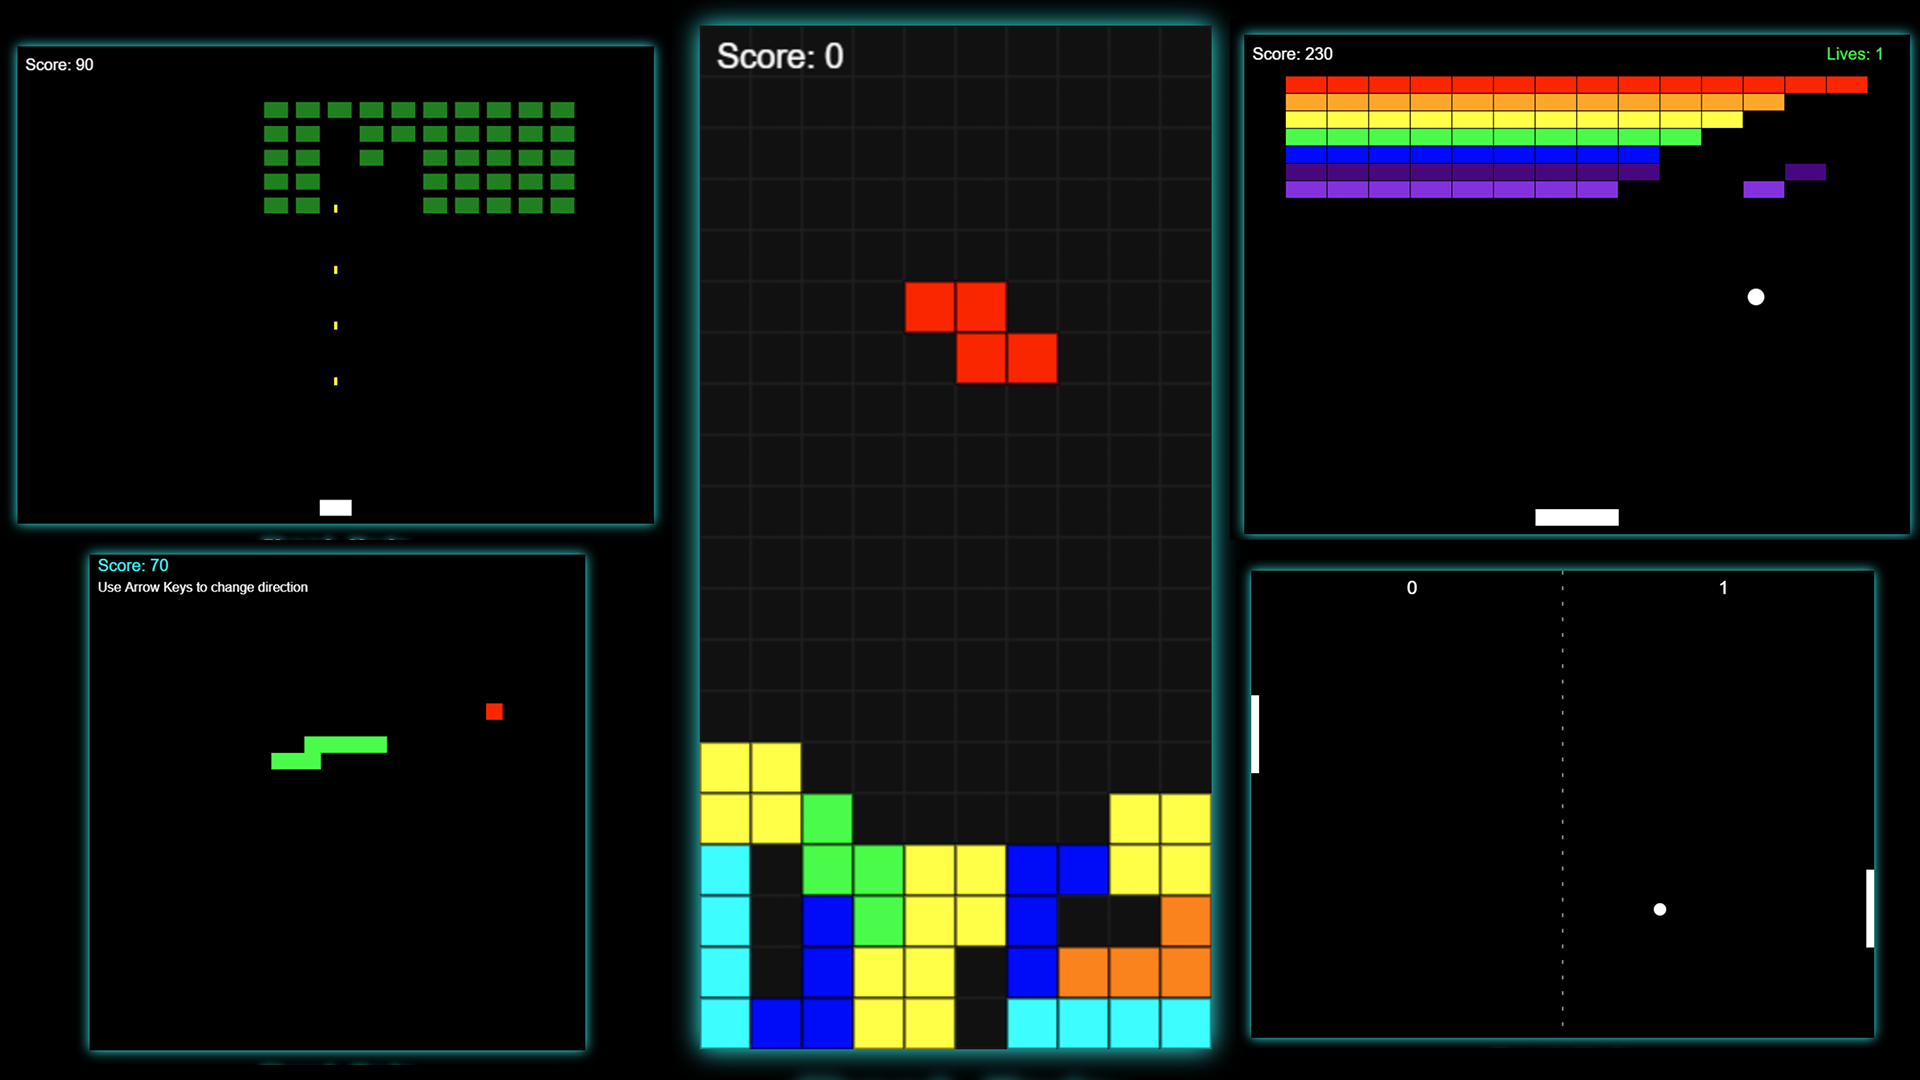 Score: 90
Score: 0
Score: 230
Lives: 1
Score: 70
Use Arrow Keys to change direction
0
1